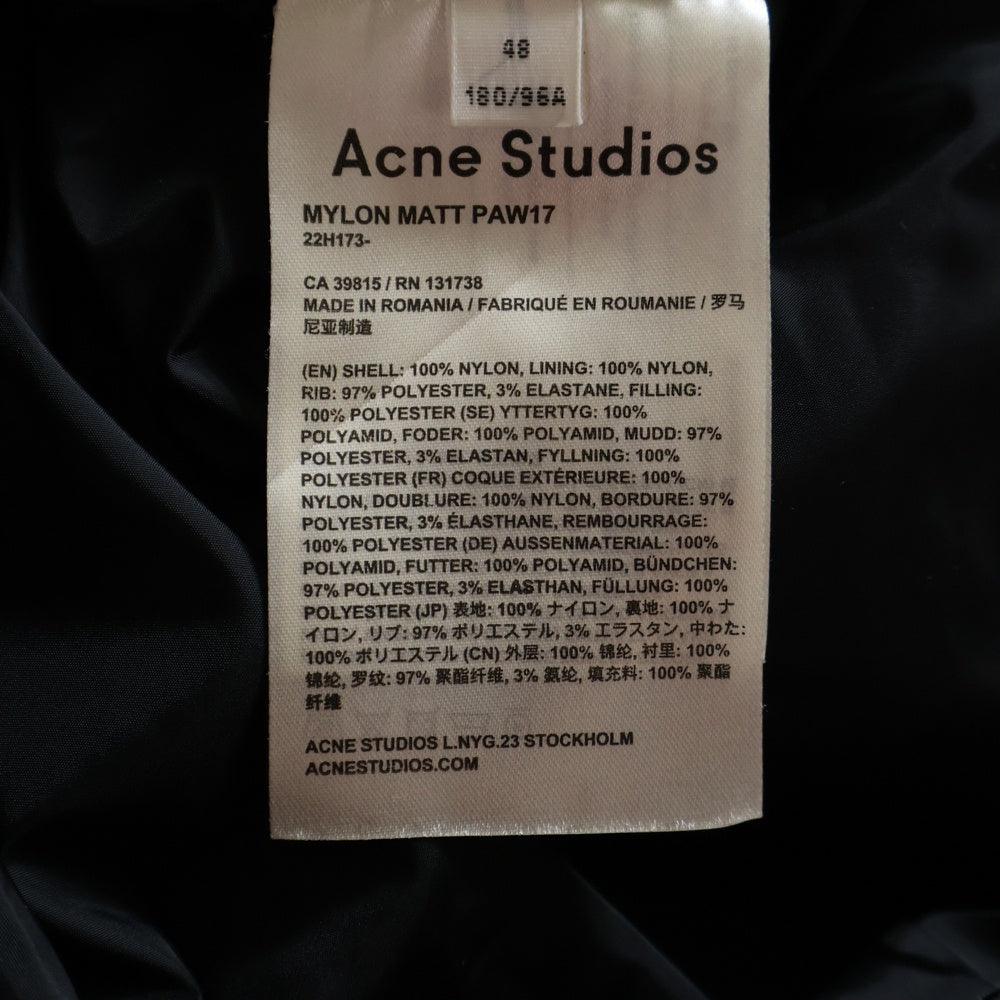 48
180/96A
Acne Studios
MYLON MATT PAW17
22H173-
CA 39815 / RN 131738
MADE IN ROMANIA / FABRIQUÉ EN ROUMANIE / 罗马
尼亚制造
(EN) SHELL: 100% NYLON, LINING: 100% NYLON,
RIB: 97% POLYESTER, 3% ELASTANE, FILLING:
100% POLYESTER (SE) YTTERTYG: 100%
POLYAMID, FODER: 100% POLYAMID, MUDD: 97%
POLYESTER, 3% ELASTAN, FYLLNING: 100%
POLYESTER (FR) COQUE EXTÉRIEURE: 100%
NYLON, DOUBLURE: 100% NYLON, BORDURE: 97%
POLYESTER, 3% ÉLASTHANE, REMBOURRAGE:
100% POLYESTER (DE) AUSSENMATERIAL: 100%
POLYAMID, FUTTER: 100% POLYAMID, BÜNDCHEN:
97% POLYESTER, 3% ELASTHAN, FÜLLUNG: 100%
POLYESTER (JP) 表地: 100% ナイロン, 裏地: 100% ナ
イロン, リブ: 97% ポリエステル, 3% エラスタン, 中わた:
100% ポリエステル (CN) 外层: 100% 锦纶, 衬里: 100%
锦纶, 罗纹: 97% 聚酯纤维, 3% 氨纶, 填充料: 100% 聚酯
纤维
ACNE STUDIOS L.NYG.23 STOCKHOLM
ACNESTUDIOS.COM